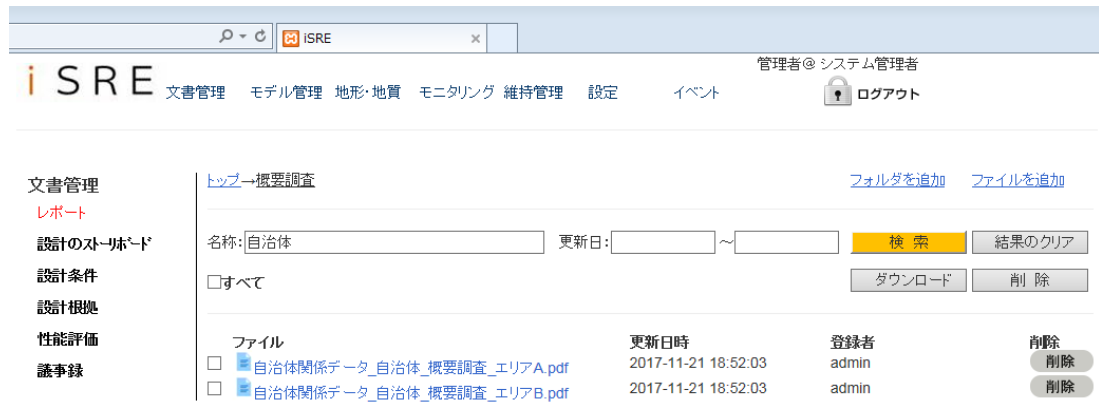 iSRE ×
管理者@ システム管理者
iSRE 文書管理 モデル管理 地形・地質 モニタリング 維持管理 設定 イベント ログアウト
文書管理 トップ→概要調査 フォルダを追加 ファイルを追加
レポート
設計のストーリボード 名称: 自治体 更新日: ～ 検 索 結果のクリア
設計条件 すべて ダウンロード 削 除
設計根拠
性能評価 ファイル 更新日時 登録者 削除
議事録 自治体関係データ_自治体_概要調査_エリアA.pdf 2017-11-21 18:52:03 admin 削除
自治体関係データ_自治体_概要調査_エリアB.pdf 2017-11-21 18:52:03 admin 削除